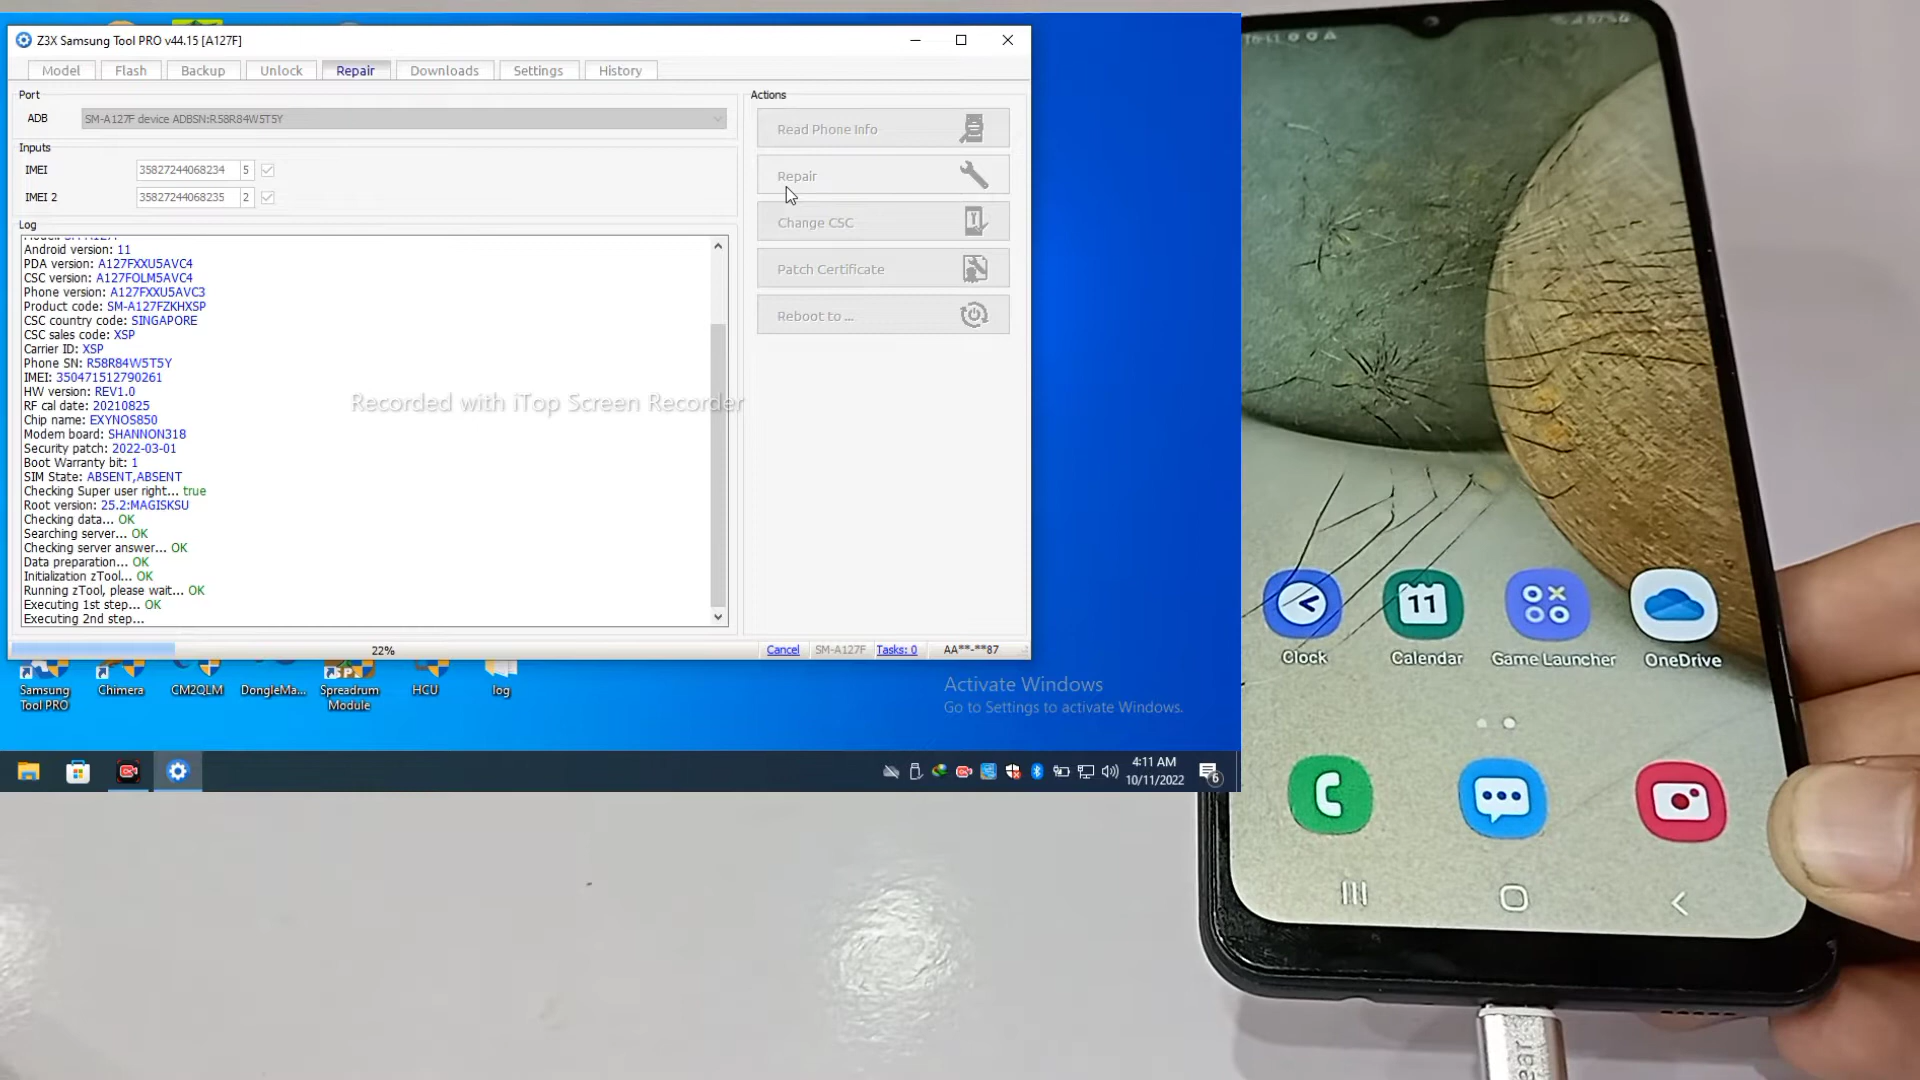 Z3X Samsung Tool PRO v44.15 [A127F]
Model Flash Backup Unlock Repair Downloads Settings History
Port
ADB SM-A127F device ADBSN:R58R84W5T5Y
Inputs
IMEI 35827244068234 5
IMEI 2 35827244068235 2
Log
Android version: 11
PDA version: A127FXXU5AVC4
CSC version: A127FOLM5AVC4
Phone version: A127FXXU5AVC3
Product code: SM-A127FZKHXSP
CSC country code: SINGAPORE
CSC sales code: XSP
Carrier ID: XSP
Phone SN: R58R84W5T5Y
IMEI: 350471512790261
HW version: REV1.0
RF cal date: 20210825
Chip name: EXYNOS850
Modem board: SHANNON318
Security patch: 2022-03-01
Boot Warranty bit: 1
SIM State: ABSENT,ABSENT
Checking Super user right... true
Root version: 25.2:MAGISKSU
Checking data... OK
Searching server... OK
Checking server answer... OK
Data preparation... OK
Initialization zTool... OK
Running zTool, please wait... OK
Executing 1st step... OK
Executing 2nd step...
Actions
Read Phone Info
Repair
Change CSC
Patch Certificate
Reboot to ...
Recorded with iTop Screen Recorder
22% Cancel SM-A127F Tasks: 0 AA**-**87
Samsung Tool PRO
Chimera
CM2QLM
DongleMa...
Spreadrum Module
HCU
log
Activate Windows
Go to Settings to activate Windows.
4:11 AM
10/11/2022
6
11
Clock Calendar Game Launcher OneDrive